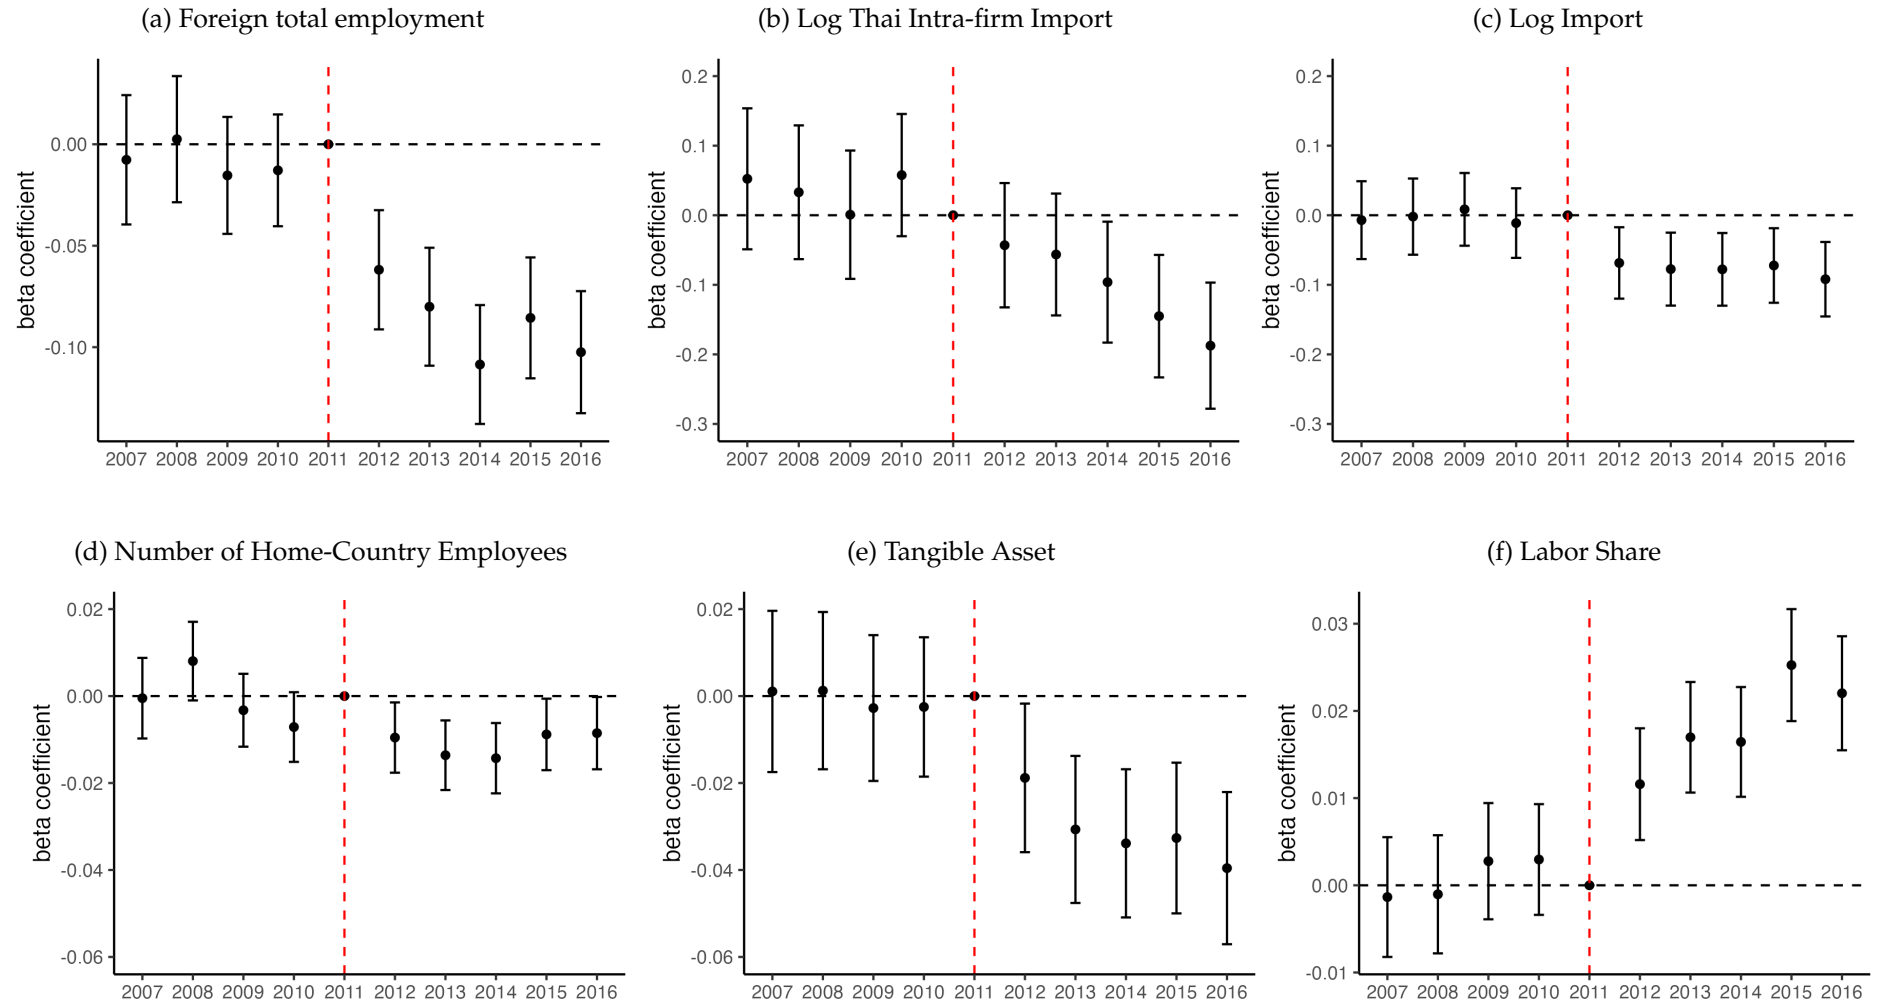 (a) Foreign total employment
0.00
-0.05
-0.10
beta coefficient
2007 2008 2009 2010 2011 2012 2013 2014 2015 2016
(b) Log Thai Intra-firm Import
0.2
0.1
0.0
-0.1
-0.2
-0.3
beta coefficient
2007 2008 2009 2010 2011 2012 2013 2014 2015 2016
(c) Log Import
0.2
0.1
0.0
-0.1
-0.2
-0.3
beta coefficient
2007 2008 2009 2010 2011 2012 2013 2014 2015 2016
(d) Number of Home-Country Employees
0.02
0.00
-0.02
-0.04
-0.06
beta coefficient
2007 2008 2009 2010 2011 2012 2013 2014 2015 2016
(e) Tangible Asset
0.02
0.00
-0.02
-0.04
-0.06
beta coefficient
2007 2008 2009 2010 2011 2012 2013 2014 2015 2016
(f) Labor Share
0.03
0.02
0.01
0.00
-0.01
beta coefficient
2007 2008 2009 2010 2011 2012 2013 2014 2015 2016